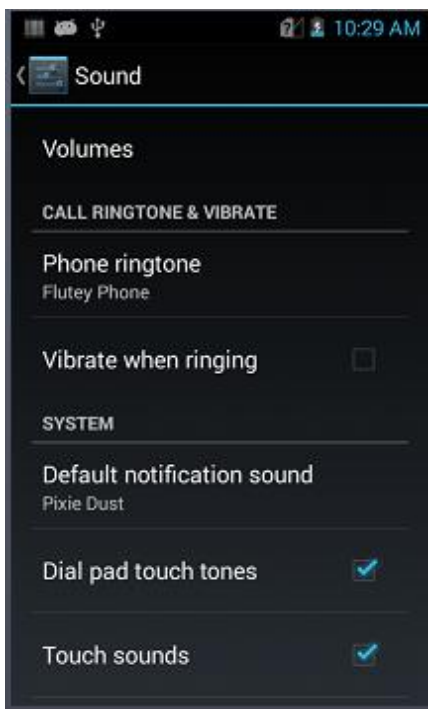 10:29 AM
Sound
Volumes
CALL RINGTONE & VIBRATE
Phone ringtone
Flutey Phone
Vibrate when ringing
SYSTEM
Default notification sound
Pixie Dust
Dial pad touch tones
Touch sounds